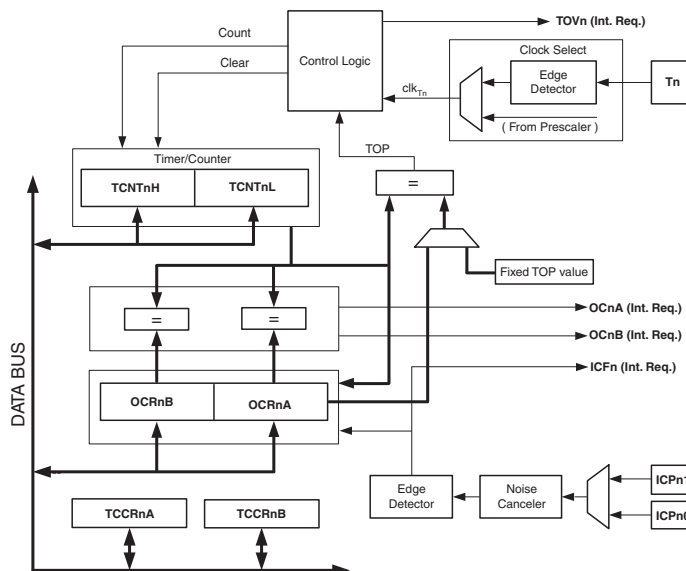 TOVn (Int. Req.)
Clock Select
Count
Clear
Control Logic
clkTn
Edge
Detector
Tn
( From Prescaler )
TOP
Timer/Counter
TCNTnH
TCNTnL
=
Fixed TOP value
=
=
OCnA (Int. Req.)
OCnB (Int. Req.)
ICFn (Int. Req.)
OCRnB
OCRnA
DATA BUS
Edge
Detector
Noise
Canceler
ICPn1
ICPn0
TCCRnA
TCCRnB